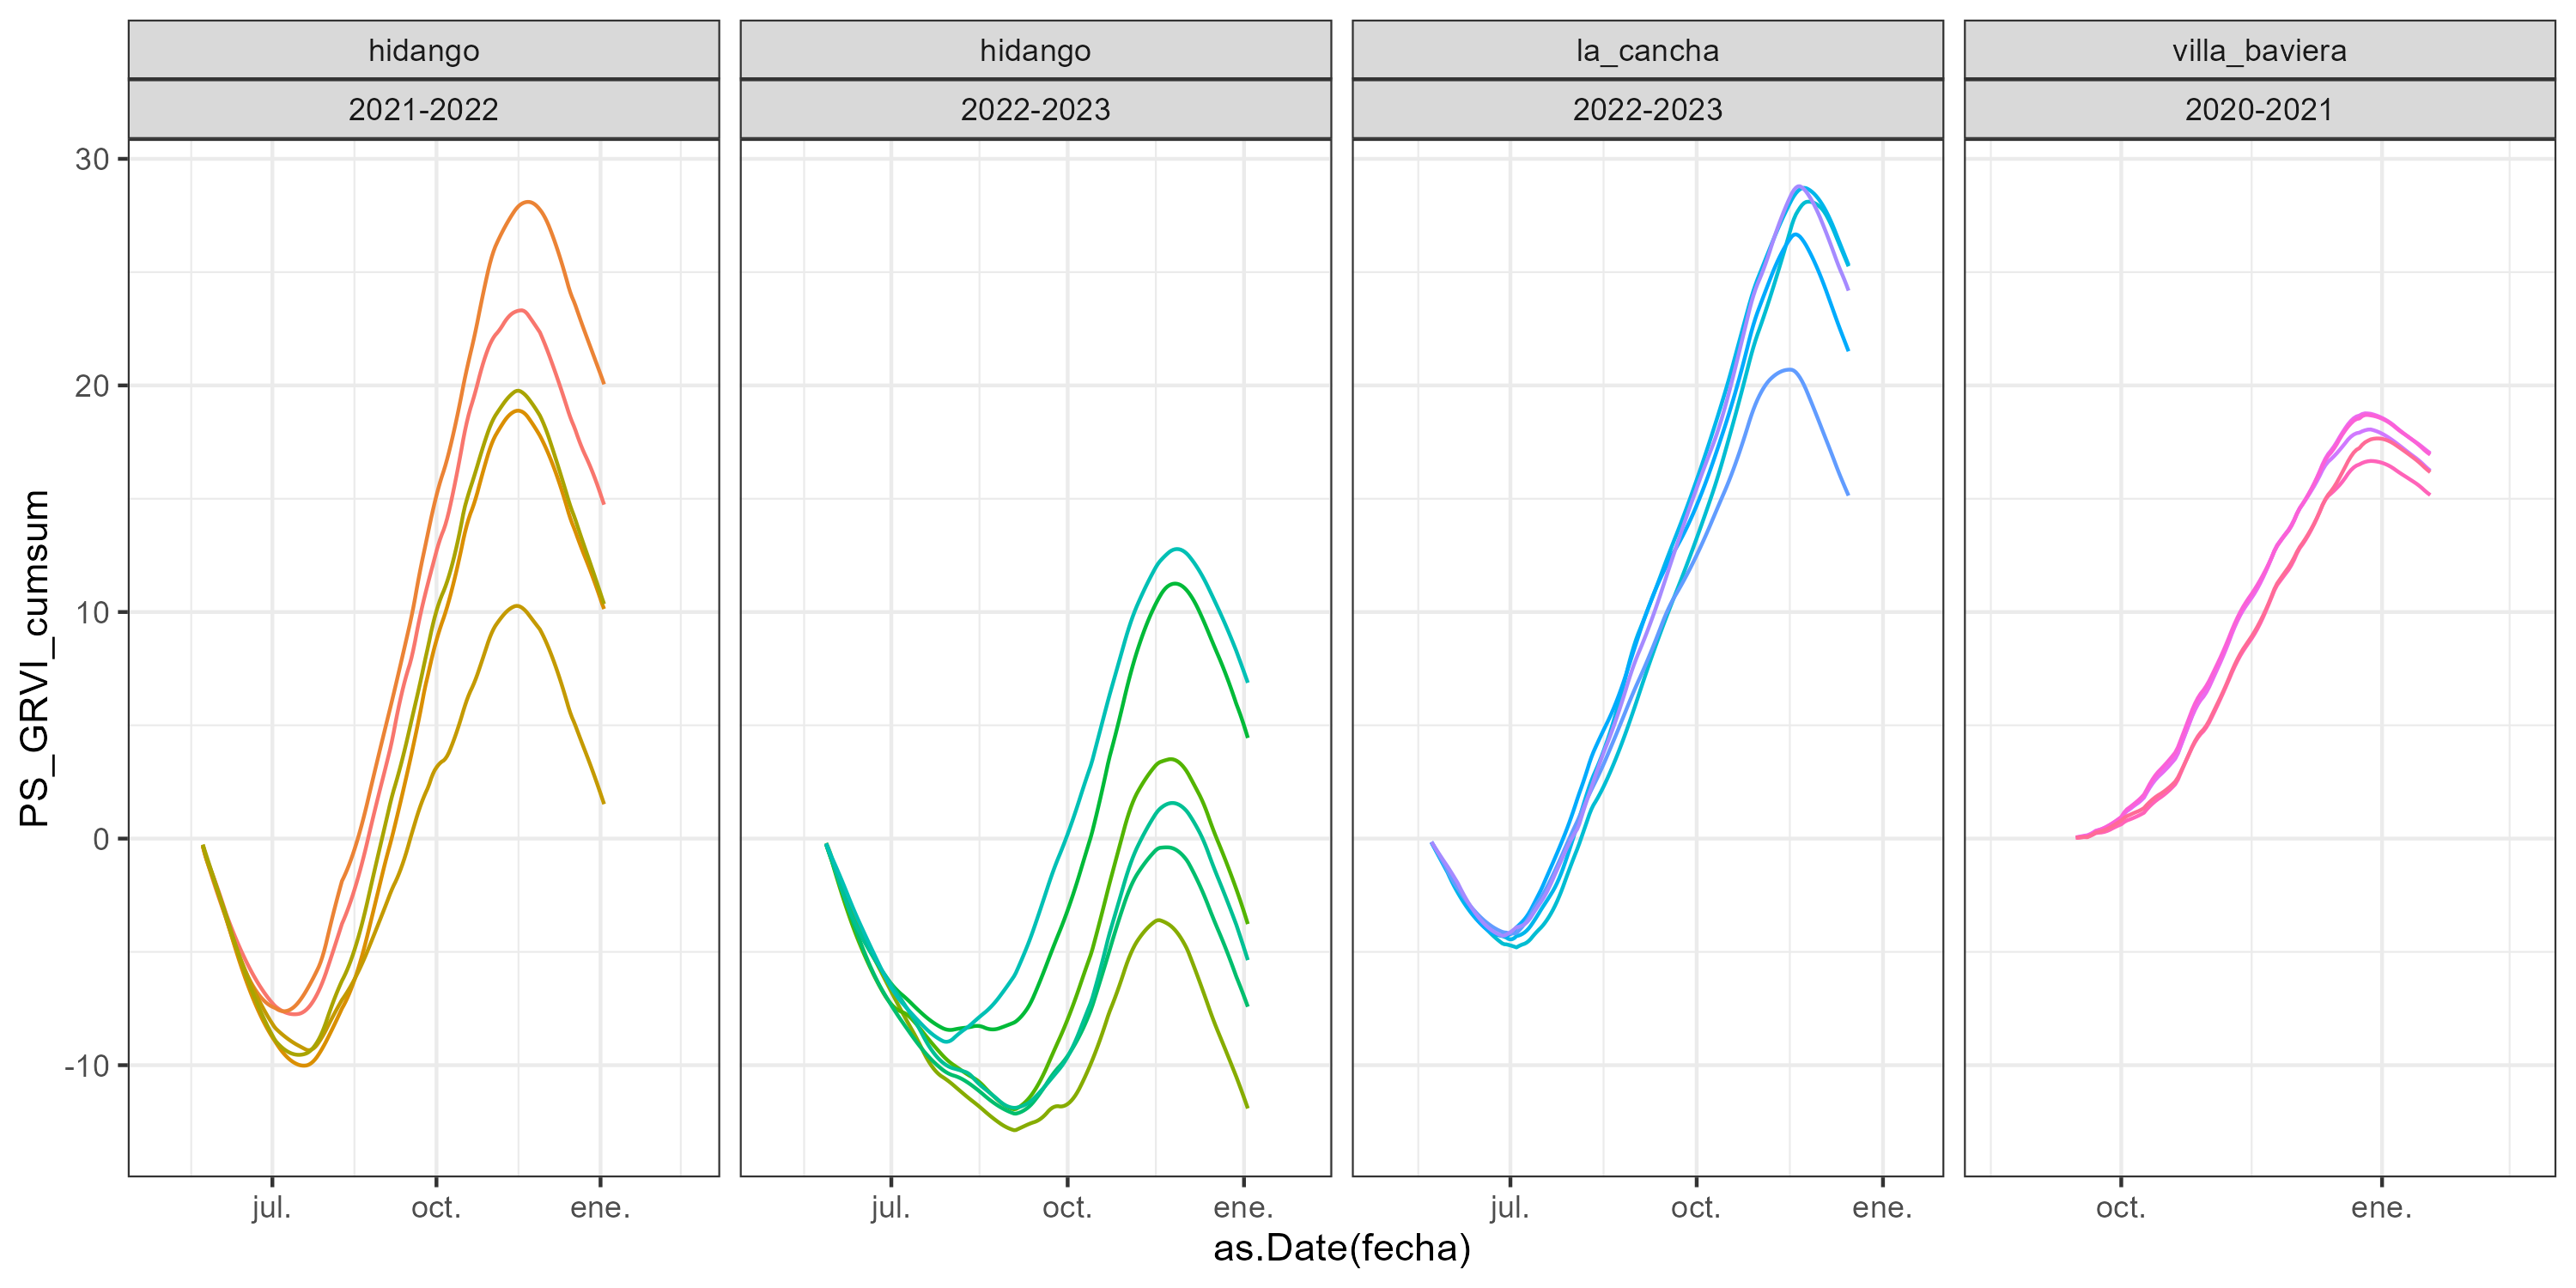 hidango
hidango
la_cancha
villa_baviera
2021-2022
2022-2023
2022-2023
2020-2021
30
20
10
0
-10
PS_GRVI_cumsum
jul.
oct.
ene.
jul.
oct.
ene.
jul.
oct.
ene.
oct.
ene.
as.Date(fecha)